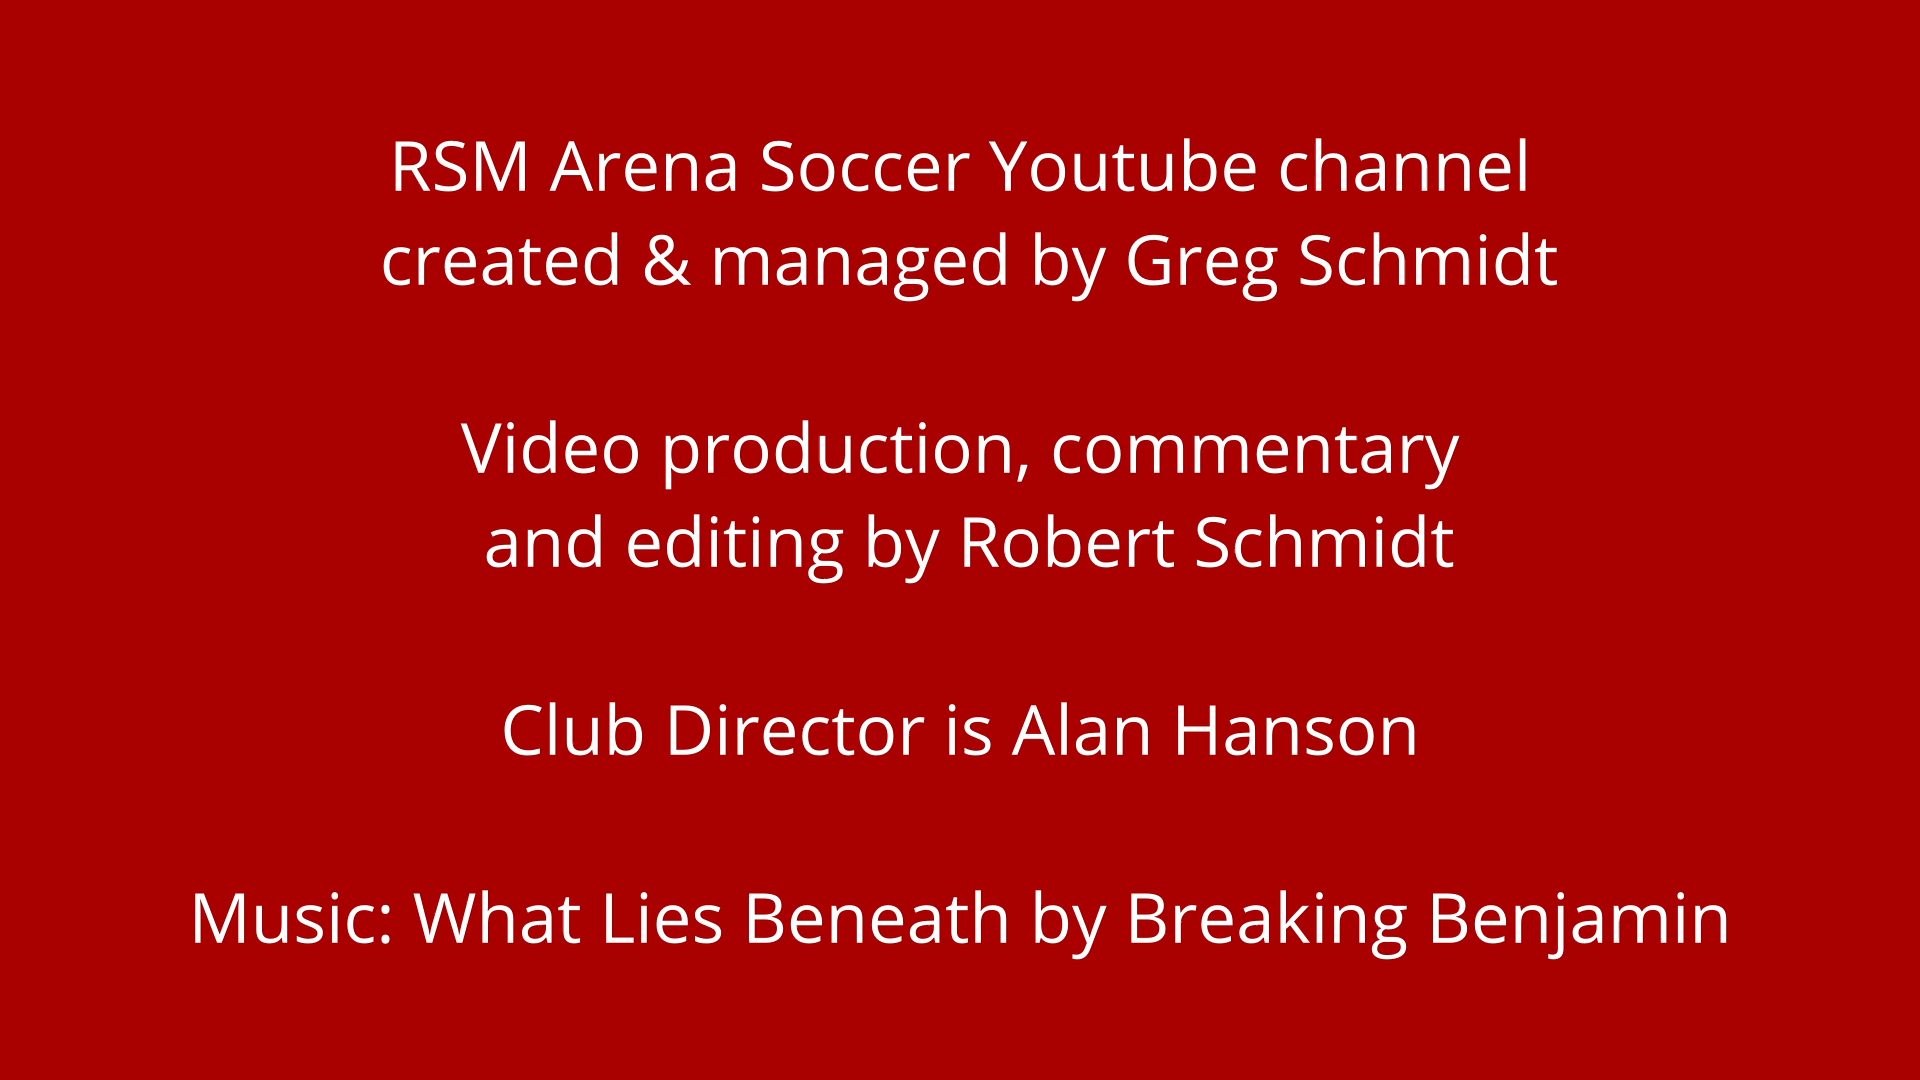 RSM Arena Soccer Youtube channel
created & managed by Greg Schmidt
Video production, commentary
and editing by Robert Schmidt
Club Director is Alan Hanson
Music: What Lies Beneath by Breaking Benjamin